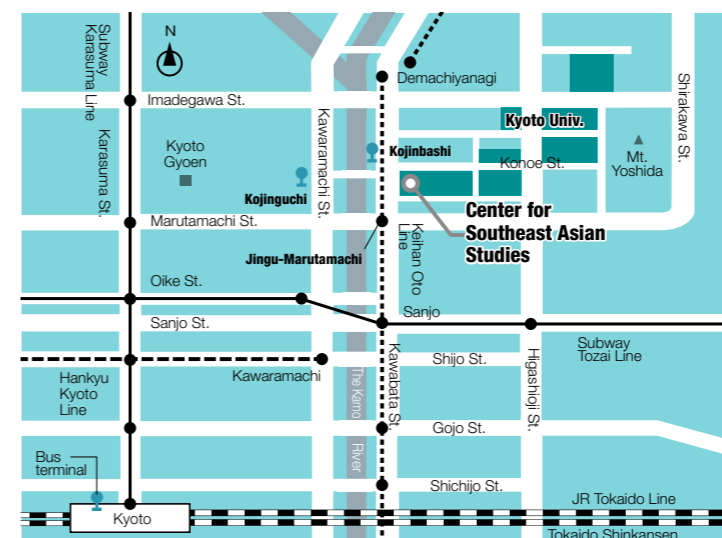 Subway
Karasuma Line
N
Demachiyanagi
Imadegawa St.
Kyoto Univ.
Shirakawa St.
Karasuma St.
Kyoto
Gyoen
Kawaramachi St.
Kojinbashi
Konoe St.
Mt.
Yoshida
Kojinguchi
Center for
Southeast Asian
Studies
Marutamachi St.
Jingu-Marutamachi
Keihan Oto
Line
Oike St.
Sanjo
Sanjo St.
Subway
Tozai Line
Hankyu
Kyoto
Line
Kawaramachi
The Kamo
River
Kawabata St.
Shijo St.
Higashioji St.
Gojo St.
Bus
terminal
Shichijo St.
JR Tokaido Line
Kyoto
Tokaido Shinkansen